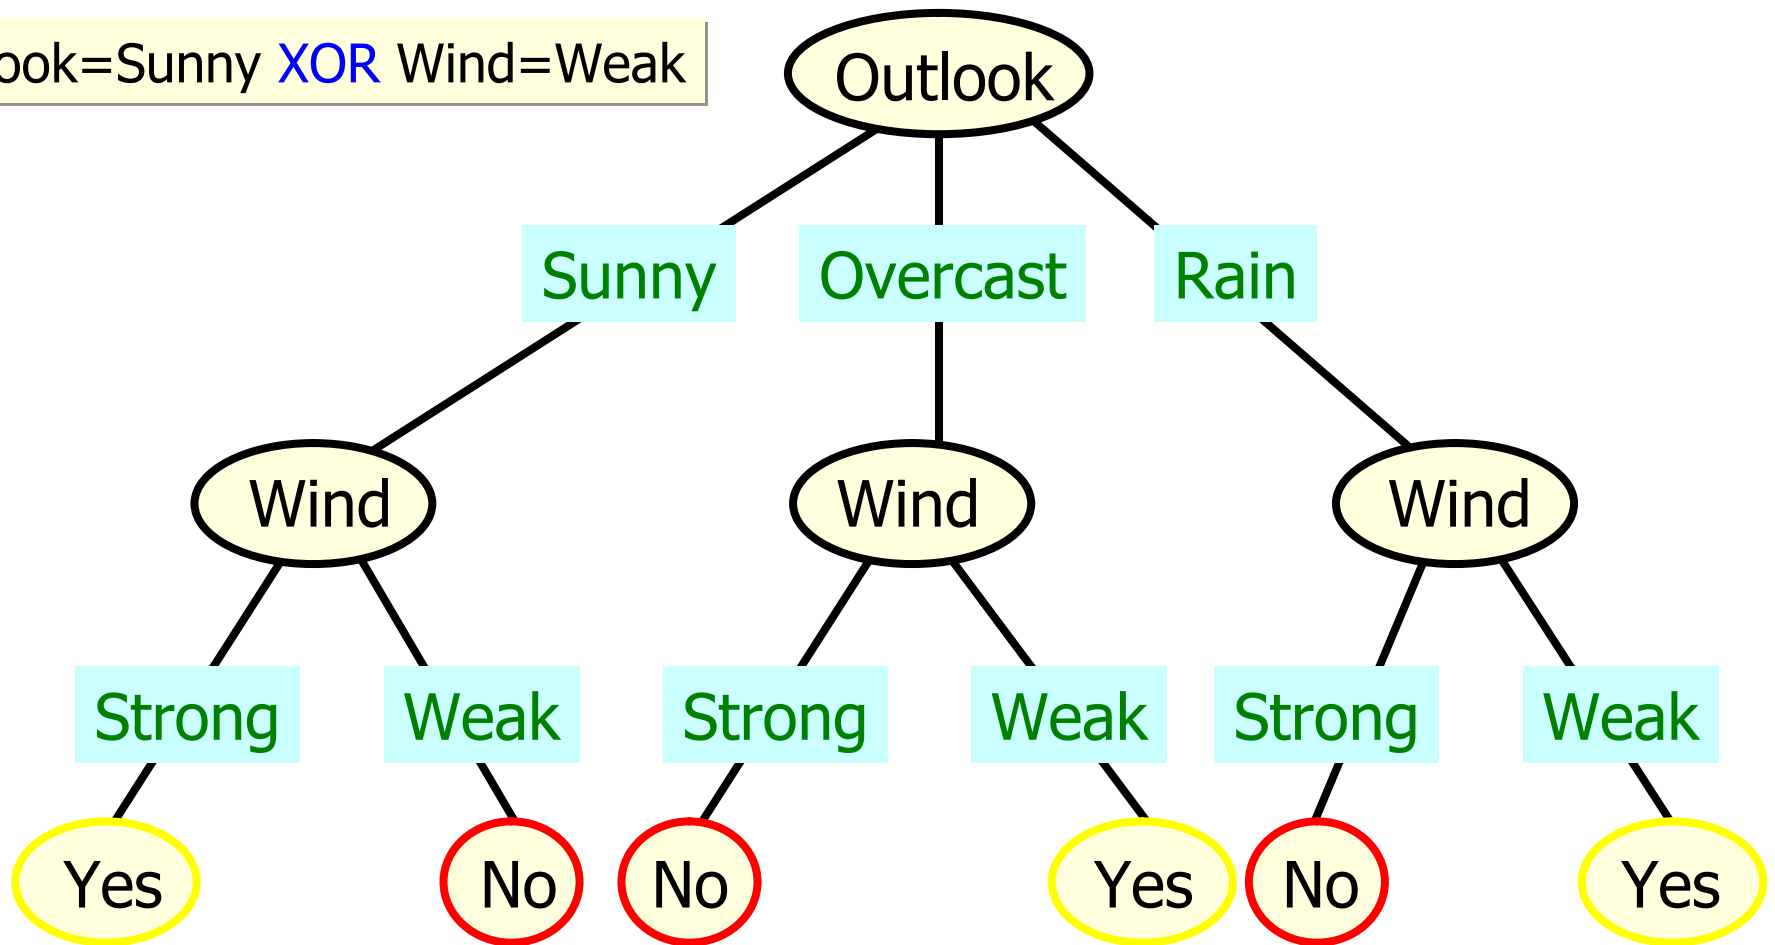 ook=Sunny XOR Wind=Weak
Outlook
Sunny Overcast Rain
Wind Wind Wind
Strong Weak Strong Weak Strong Weak
Yes No No Yes No Yes